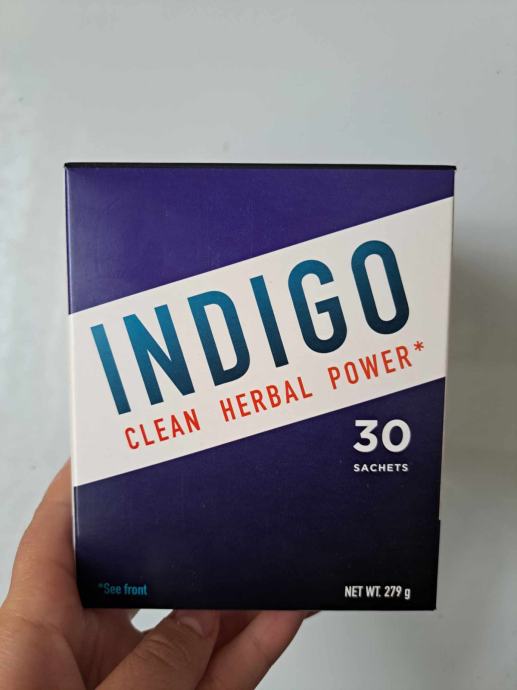 INDIGO
CLEAN HERBAL POWER*
30
SACHETS
*See front
NET WT. 279 g